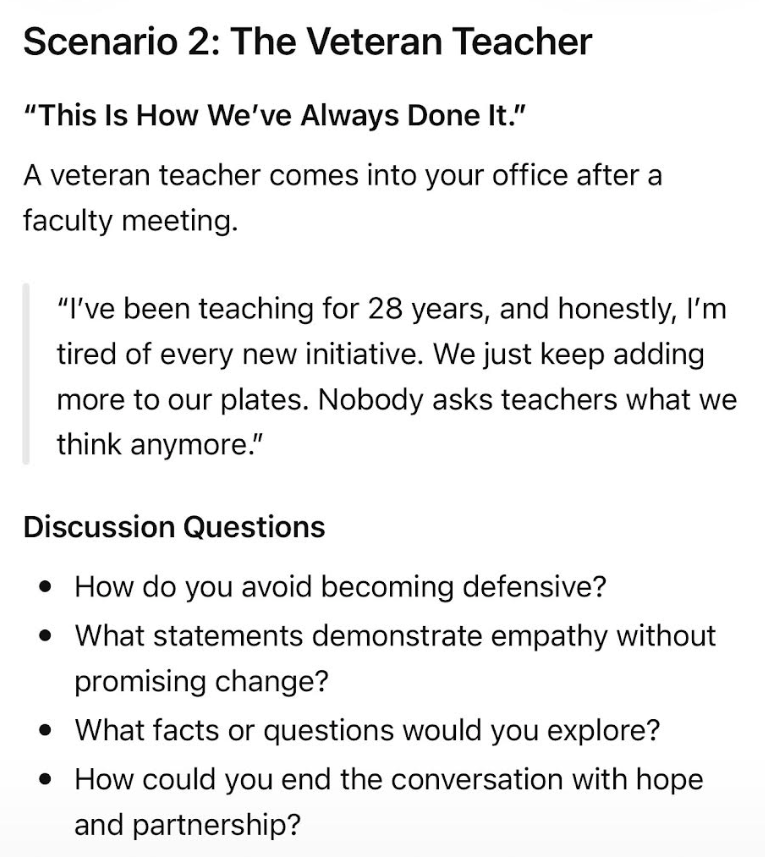 Scenario 2: The Veteran Teacher
“This Is How We’ve Always Done It.”
A veteran teacher comes into your office after a
faculty meeting.
“I’ve been teaching for 28 years, and honestly, I’m
tired of every new initiative. We just keep adding
more to our plates. Nobody asks teachers what we
think anymore.”
Discussion Questions
• How do you avoid becoming defensive?
• What statements demonstrate empathy without
promising change?
• What facts or questions would you explore?
• How could you end the conversation with hope
and partnership?